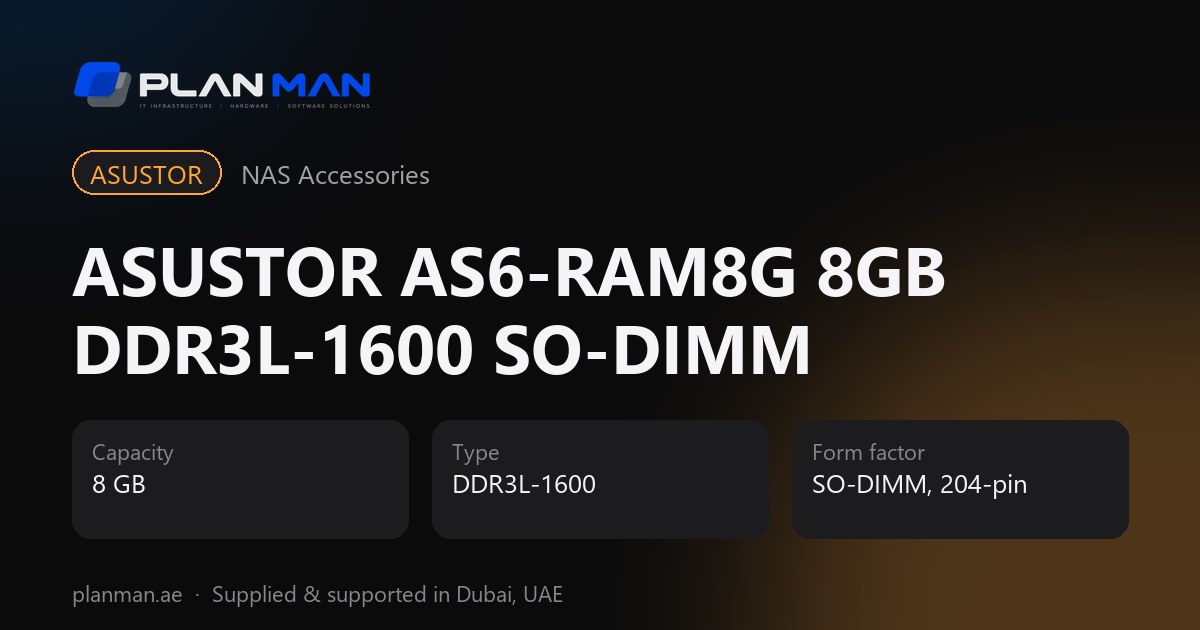 PLAN MAN
IT INFRASTRUCTURE | HARDWARE | SOFTWARE SOLUTIONS
ASUSTOR NAS Accessories
ASUSTOR AS6-RAM8G 8GB
DDR3L-1600 SO-DIMM
Capacity
8 GB
Type
DDR3L-1600
Form factor
SO-DIMM, 204-pin
planman.ae · Supplied & supported in Dubai, UAE